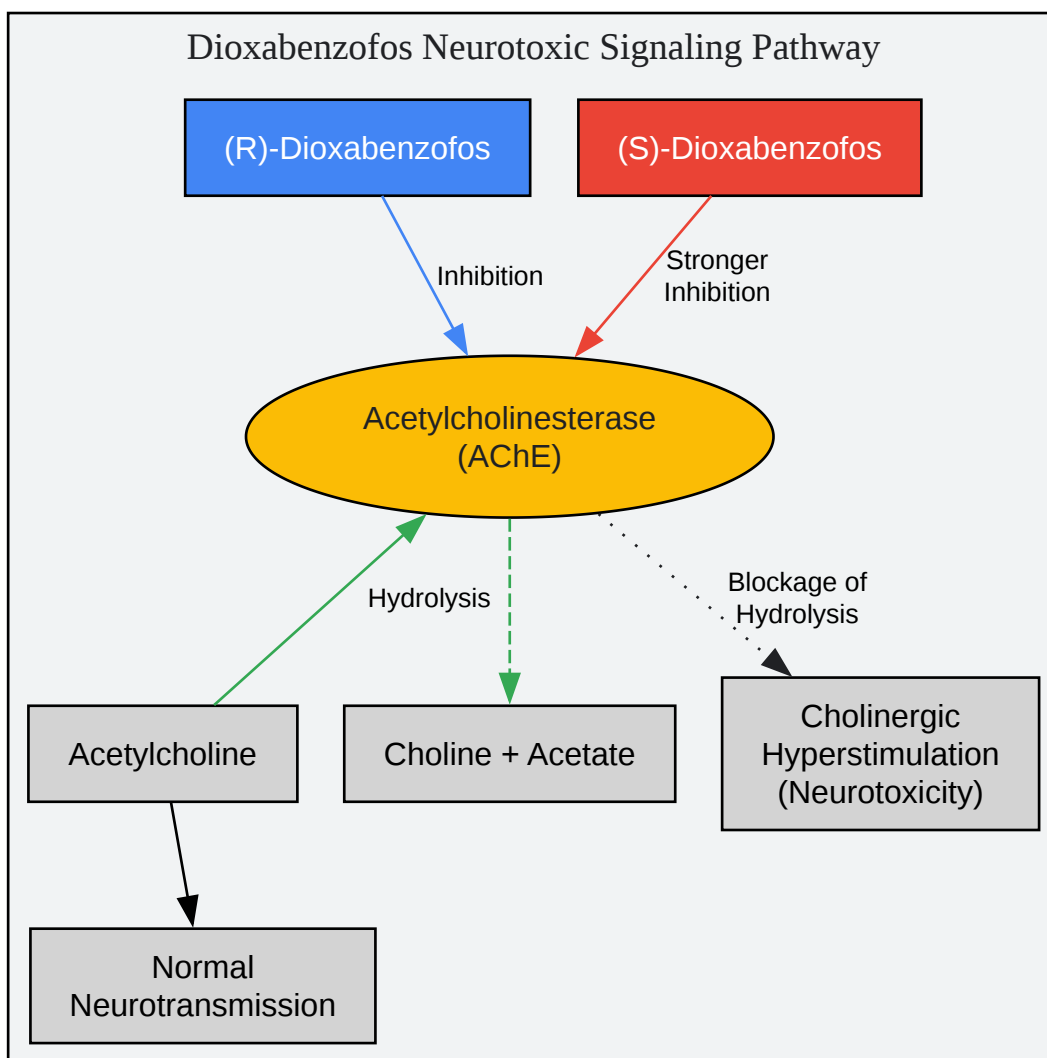 Dioxabenzofos Neurotoxic Signaling Pathway
(R)-Dioxabenzofos
(S)-Dioxabenzofos
Inhibition
Stronger
Inhibition
Acetylcholinesterase
(AChE)
Hydrolysis
Blockage of
Hydrolysis
Acetylcholine
Choline + Acetate
Cholinergic
Hyperstimulation
(Neurotoxicity)
Normal
Neurotransmission